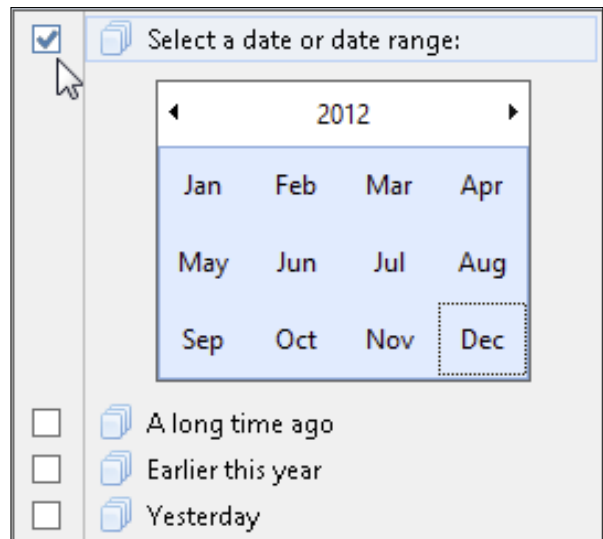 Select a date or date range:
2012
Jan Feb Mar Apr
May Jun Jul Aug
Sep Oct Nov Dec
A long time ago
Earlier this year
Yesterday